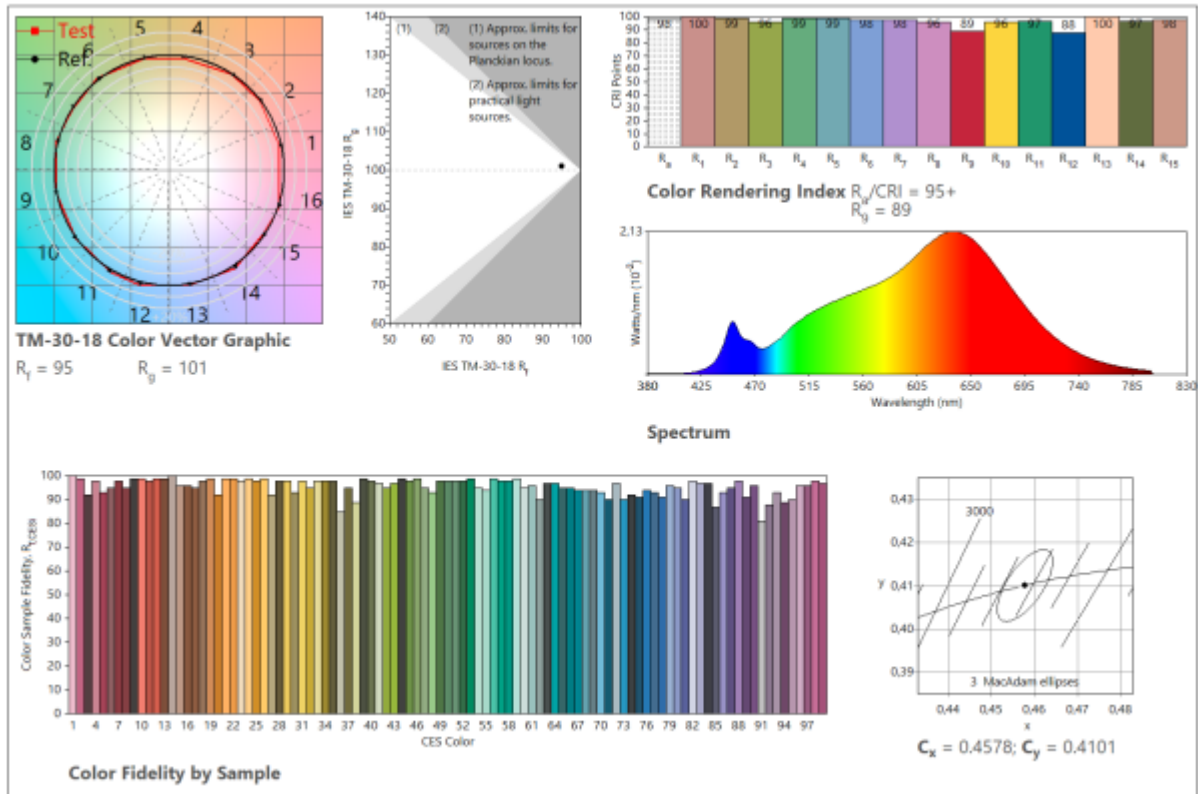 Test
Ref.
1
2
3
4
5
6
7
8
9
10
11
12
13
14
15
16
TM-30-18 Color Vector Graphic
Rf = 95 Rg = 101
140
130
120
110
100
90
80
70
60
50 60 70 80 90 100
IES TM-30-18 Rg
IES TM-30-18 Rf
(1) (2) (1) Approx. limits for
sources on the
Planckian locus.
(2) Approx. limits for
practical light
sources.
100
90
80
70
60
50
40
30
20
10
0
CRI Points
98 100 99 96 99 99 98 98 96 89 96 97 88 100 97 98
Ra R1 R2 R3 R4 R5 R6 R7 R8 R9 R10 R11 R12 R13 R14 R15
Color Rendering Index Ra/CRI = 95+
R9 = 89
2.13
Watts/nm (10⁻²)
380 425 470 515 560 605 650 695 740 785 830
Wavelength (nm)
Spectrum
100
90
80
70
60
50
40
30
20
10
0
Color Sample Fidelity, Rf,CESi
1 4 7 10 13 16 19 22 25 28 31 34 37 40 43 46 49 52 55 58 61 64 67 70 73 76 79 82 85 88 91 94 97
CES Color
Color Fidelity by Sample
0,43
0,42
0,41
0,40
0,39
y
3000
3 MacAdam ellipses
0,44 0,45 0,46 0,47 0,48
x
Cx = 0.4578; Cy = 0.4101